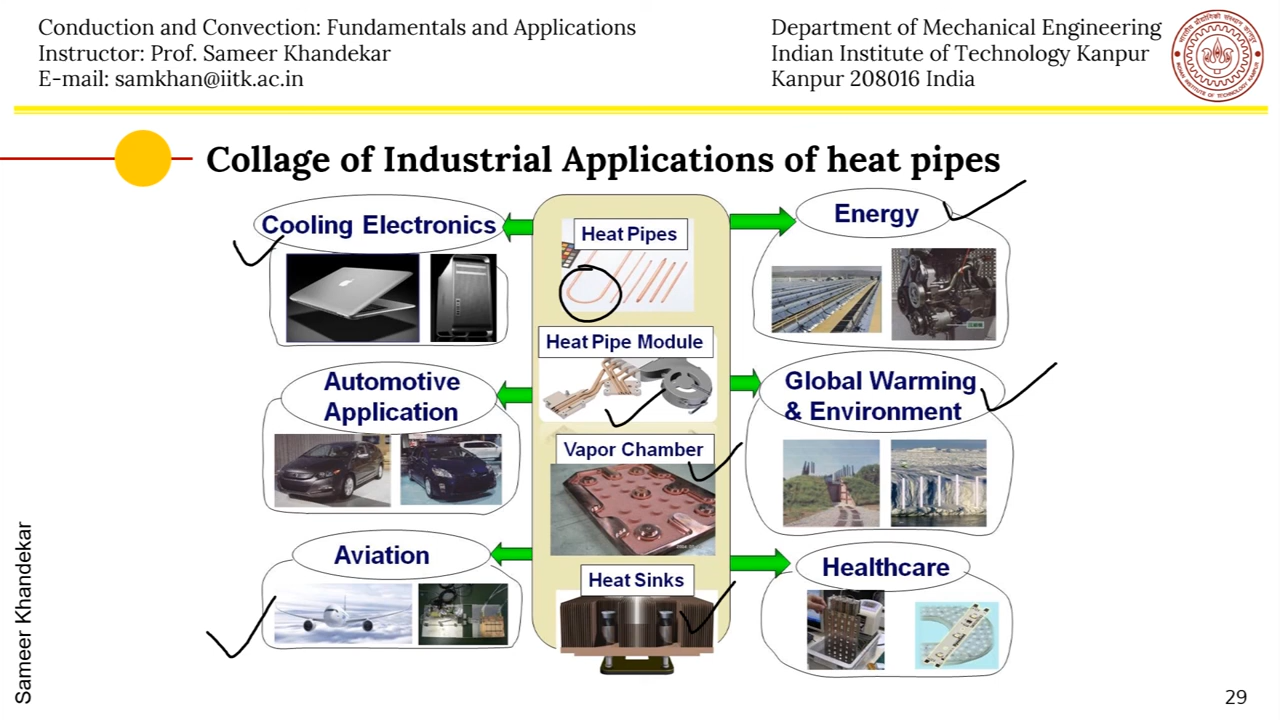 Conduction and Convection: Fundamentals and Applications
Instructor: Prof. Sameer Khandekar
E-mail: samkhan@iitk.ac.in
Department of Mechanical Engineering
Indian Institute of Technology Kanpur
Kanpur 208016 India
Collage of Industrial Applications of heat pipes
Cooling Electronics
Heat Pipes
Energy
Heat Pipe Module
Automotive
Application
Global Warming
& Environment
Vapor Chamber
Aviation
Heat Sinks
Healthcare
Sameer Khandekar
29